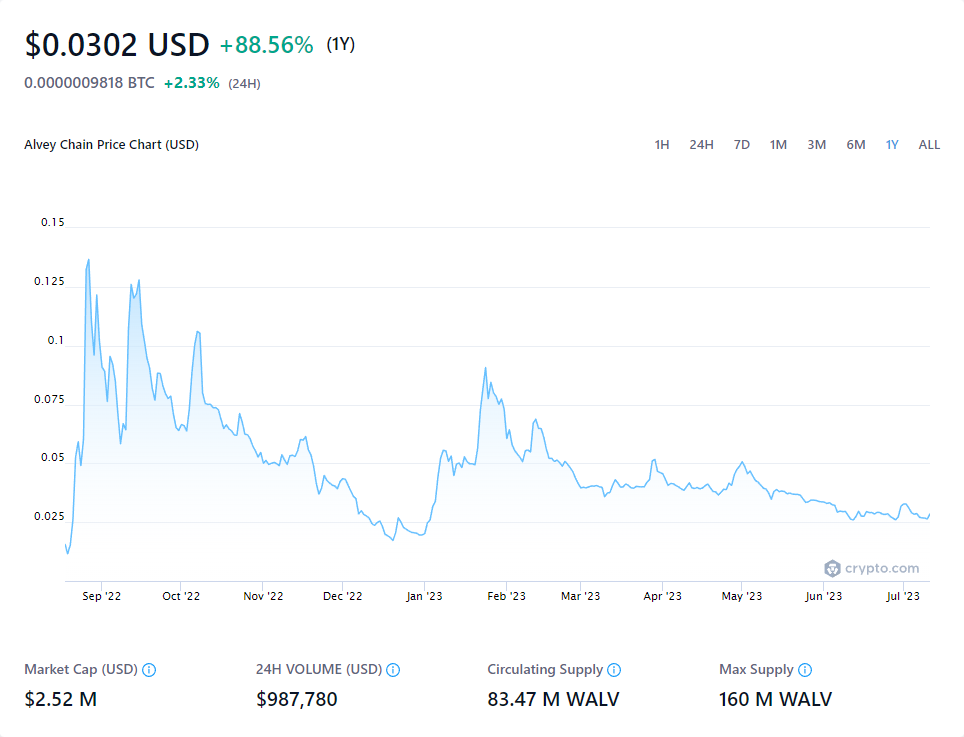 $0.0302 USD +88.56% (1Y)
0.0000009818 BTC +2.33% (24H)
Alvey Chain Price Chart (USD) 1H 24H 7D 1M 3M 6M 1Y ALL
0.15
0.125
0.1
0.075
0.05
0.025
crypto.com
Sep '22 Oct '22 Nov '22 Dec '22 Jan '23 Feb '23 Mar '23 Apr '23 May '23 Jun '23 Jul '23
Market Cap (USD) 24H VOLUME (USD) Circulating Supply Max Supply
$2.52 M $987,780 83.47 M WALV 160 M WALV